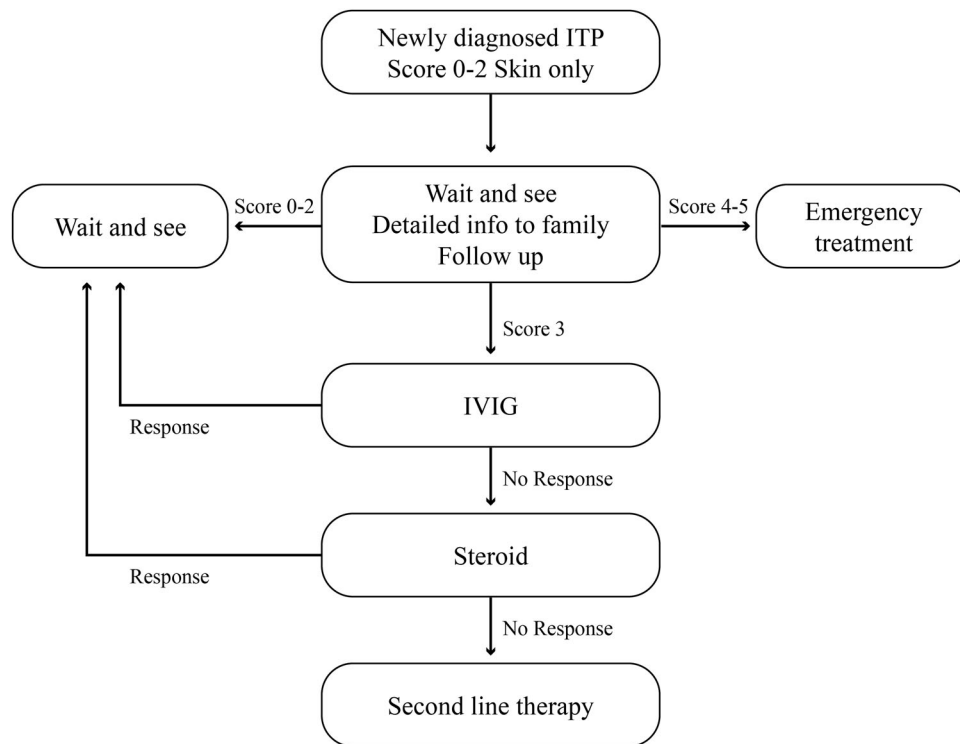 Newly diagnosed ITP
Score 0-2 Skin only
Wait and see
Score 0-2
Wait and see
Detailed info to family
Follow up
Score 4-5
Emergency
treatment
Score 3
IVIG
Response
No Response
Steroid
Response
No Response
Second line therapy